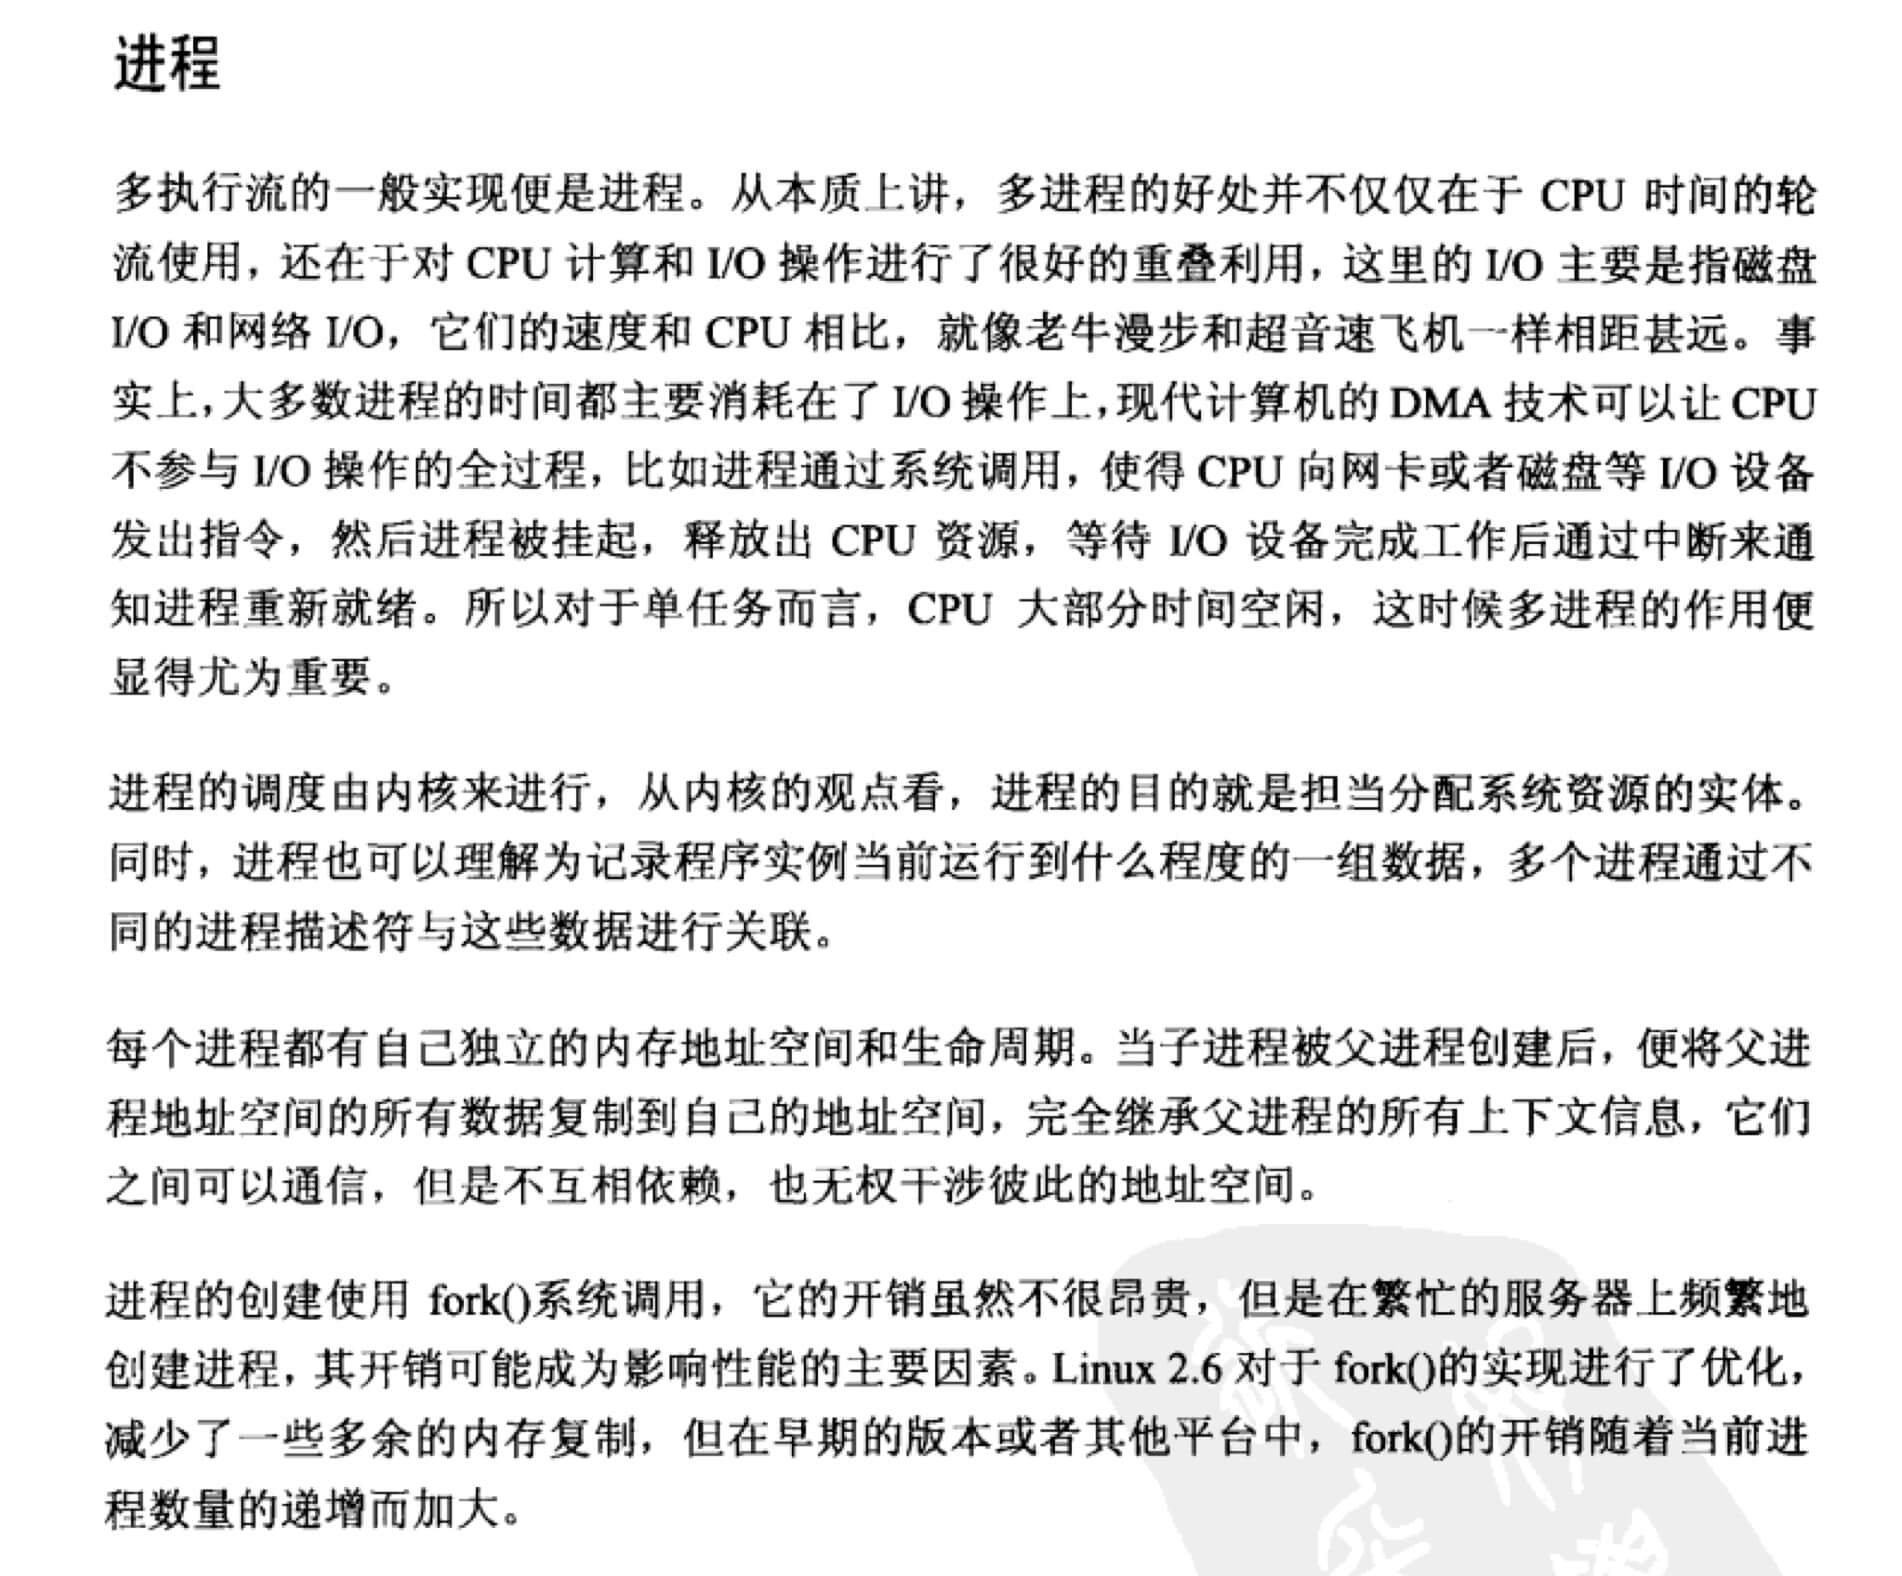 进程
多执行流的一般实现便是进程。从本质上讲，多进程的好处并不仅仅在于 CPU 时间的轮
流使用，还在于对 CPU 计算和 I/O 操作进行了很好的重叠利用，这里的 I/O 主要是指磁盘
I/O 和网络 I/O，它们的速度和 CPU 相比，就像老牛漫步和超音速飞机一样相距甚远。事
实上，大多数进程的时间都主要消耗在了 I/O 操作上，现代计算机的 DMA 技术可以让 CPU
不参与 I/O 操作的全过程，比如进程通过系统调用，使得 CPU 向网卡或者磁盘等 I/O 设备
发出指令，然后进程被挂起，释放出 CPU 资源，等待 I/O 设备完成工作后通过中断来通
知进程重新就绪。所以对于单任务而言，CPU 大部分时间空闲，这时候多进程的作用便
显得尤为重要。
进程的调度由内核来进行，从内核的观点看，进程的目的就是担当分配系统资源的实体。
同时，进程也可以理解为记录程序实例当前运行到什么程度的一组数据，多个进程通过不
同的进程描述符与这些数据进行关联。
每个进程都有自己独立的内存地址空间和生命周期。当子进程被父进程创建后，便将父进
程地址空间的所有数据复制到自己的地址空间，完全继承父进程的所有上下文信息，它们
之间可以通信，但是不互相依赖，也无权干涉彼此的地址空间。
进程的创建使用 fork()系统调用，它的开销虽然不很昂贵，但是在繁忙的服务器上频繁地
创建进程，其开销可能成为影响性能的主要因素。Linux 2.6 对于 fork()的实现进行了优化，
减少了一些多余的内存复制，但在早期的版本或者其他平台中，fork()的开销随着当前进
程数量的递增而加大。